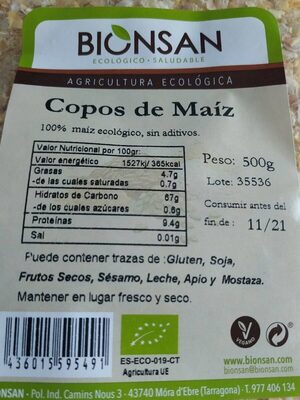 BIONSAN
ECOLÓGICO · SALUDABLE
AGRICULTURA ECOLÓGICA
Copos de Maíz
100% maíz ecológico, sin aditivos.
Valor Nutricional por 100gr:
Valor energético 1527kj/ 365kcal
Grasas 4.7g
-de las cuales saturadas 0.7g
Hidratos de Carbono 67g
-de los cuales azúcares 0.6g
Proteínas 9.4g
Sal 0.01g
Peso: 500g
Lote: 35536
Consumir antes del
fin de : 11/21
Puede contener trazas de :Gluten, Soja,
Frutos Secos, Sésamo, Leche, Apio y Mostaza.
Mantener en lugar fresco y seco.
436015 595491
ES-ECO-019-CT
Agricultura UE
VEGANO
www.bionsan.com
bionsan@bionsan.com
NSAN - Pol. Ind. Camins Nous 3 - 43740 Móra d'Ebre (Tarragona) - T. 977 406 134